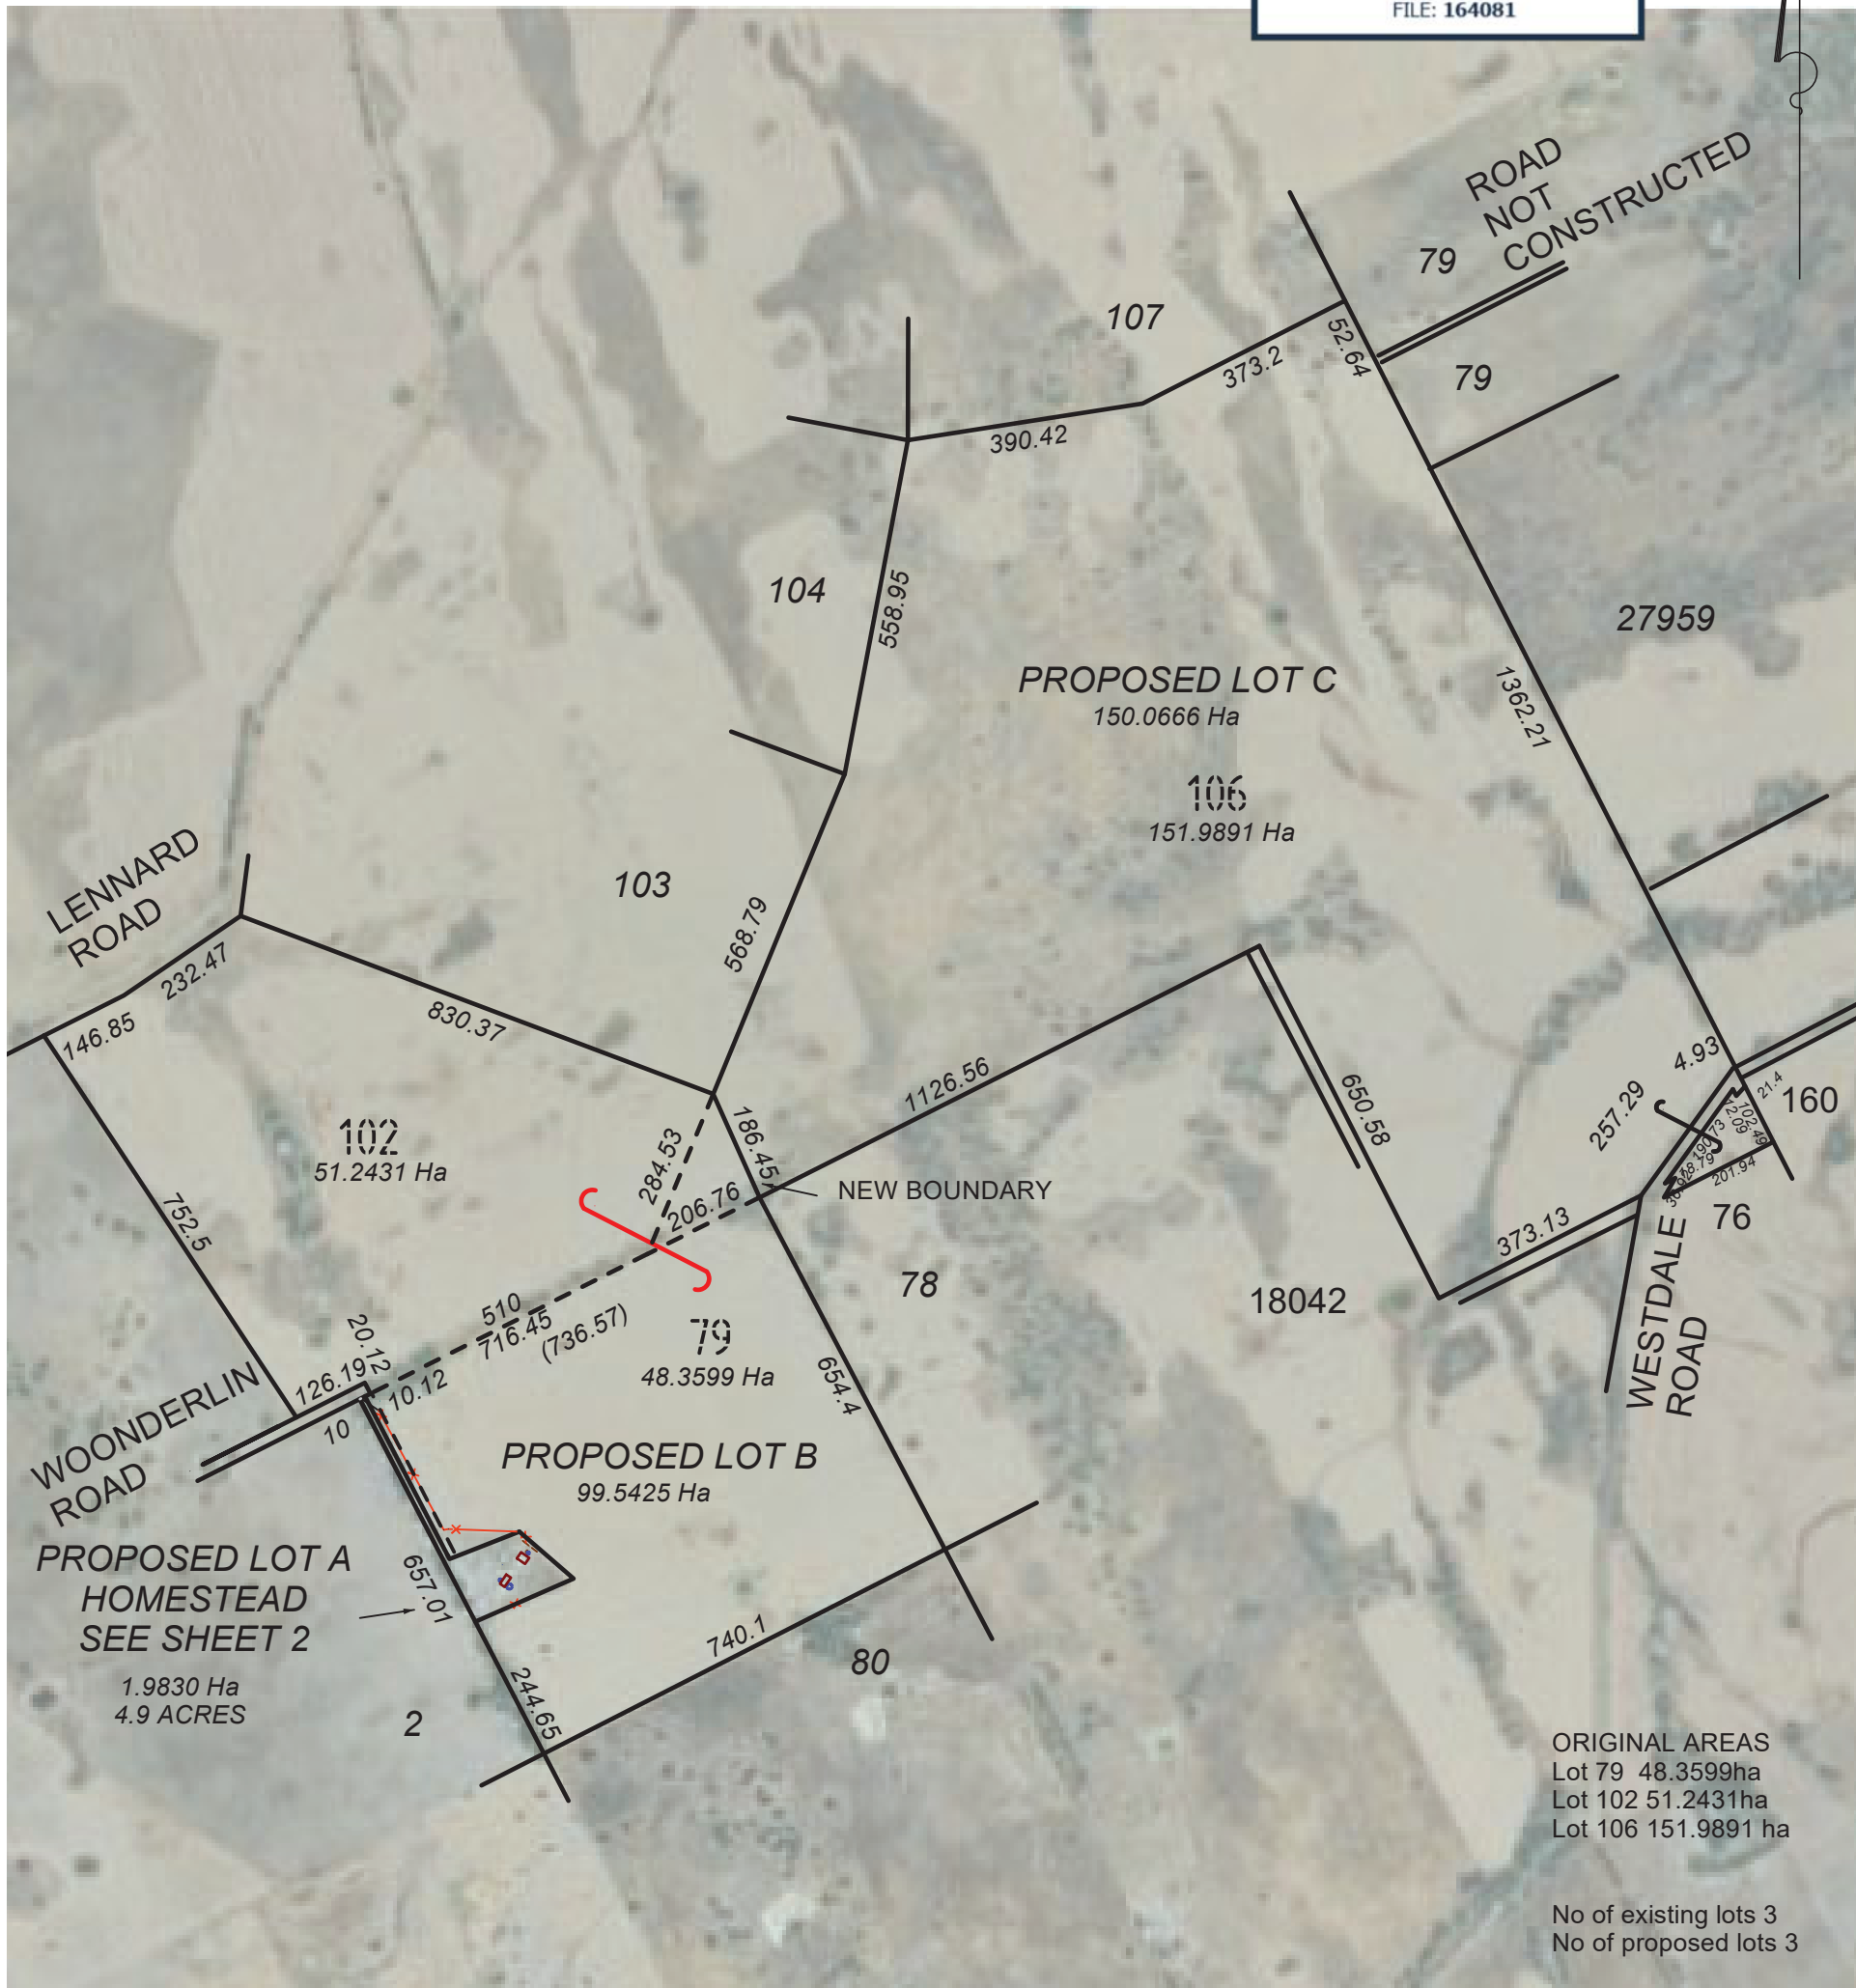 FILE: 164081
ROAD
NOT
CONSTRUCTED
79
107
52.64
373.2
79
390.42
104
558.95
27959
PROPOSED LOT C
150.0666 Ha
1362.21
106
151.9891 Ha
LENNARD
ROAD
103
568.79
232.47
146.85
830.37
4.93
1126.56
650.58
257.29
21.4
160
102.49
12.09
190.73
201.94
76
102
51.2431 Ha
186.45
284.53
206.76
NEW BOUNDARY
752.5
373.13
WESTDALE
ROAD
78
18042
510
716.45
(736.57)
79
48.3599 Ha
20.12
126.19
10.12
10
654.4
WOONDERLIN
ROAD
PROPOSED LOT B
99.5425 Ha
PROPOSED LOT A
HOMESTEAD
SEE SHEET 2
1.9830 Ha
4.9 ACRES
657.01
740.1
80
244.65
2
ORIGINAL AREAS
Lot 79 48.3599ha
Lot 102 51.2431ha
Lot 106 151.9891 ha
No of existing lots 3
No of proposed lots 3